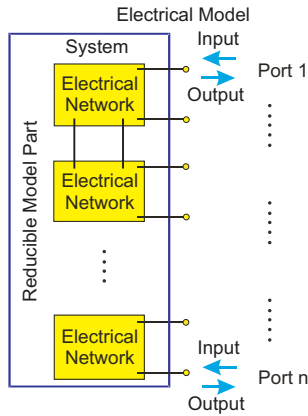 Electrical Model
System
Input
Output
Port 1
Electrical
Network
Reducible Model Part
Electrical
Network
Electrical
Network
Input
Output
Port n